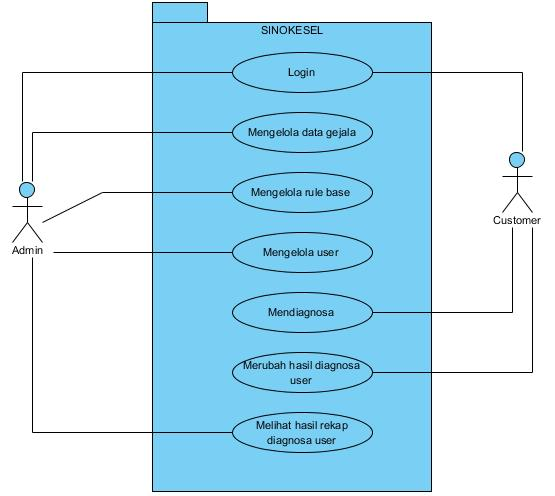 SINOKESEL
Login
Mengelola data gejala
Mengelola rule base
Admin
Customer
Mengelola user
Mendiagnosa
Merubah hasil diagnosa
user
Melihat hasil rekap
diagnosa user